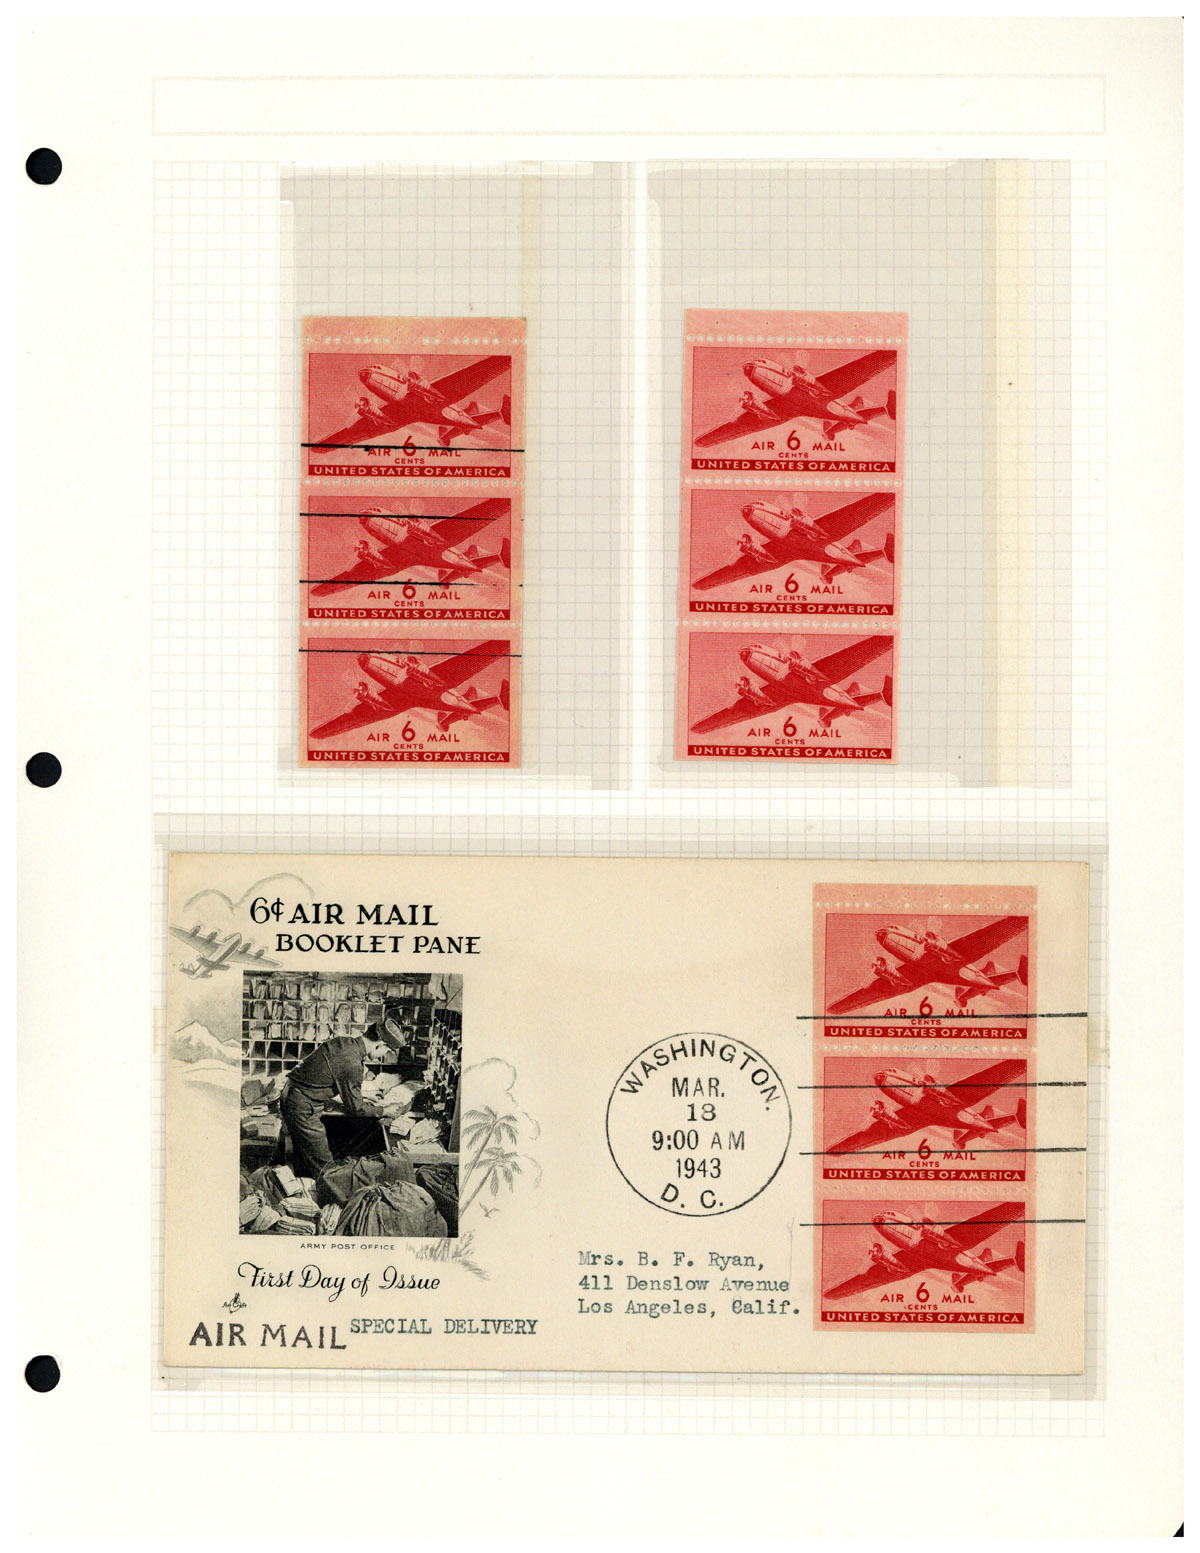 AIR 6 MAIL
CENTS
UNITED STATES OF AMERICA
AIR 6 MAIL
CENTS
UNITED STATES OF AMERICA
AIR 6 MAIL
CENTS
UNITED STATES OF AMERICA
AIR 6 MAIL
CENTS
UNITED STATES OF AMERICA
AIR 6 MAIL
CENTS
UNITED STATES OF AMERICA
AIR 6 MAIL
CENTS
UNITED STATES OF AMERICA
6¢ AIR MAIL
BOOKLET PANE
ARMY POST OFFICE
First Day of Issue
Art Craft
AIR MAIL
SPECIAL DELIVERY
WASHINGTON.
MAR.
18
9:00 AM
1943
D. C.
Mrs. B. F. Ryan,
411 Denslow Avenue
Los Angeles, Calif.
AIR 6 MAIL
CENTS
UNITED STATES OF AMERICA
AIR 6 MAIL
CENTS
UNITED STATES OF AMERICA
AIR 6 MAIL
CENTS
UNITED STATES OF AMERICA